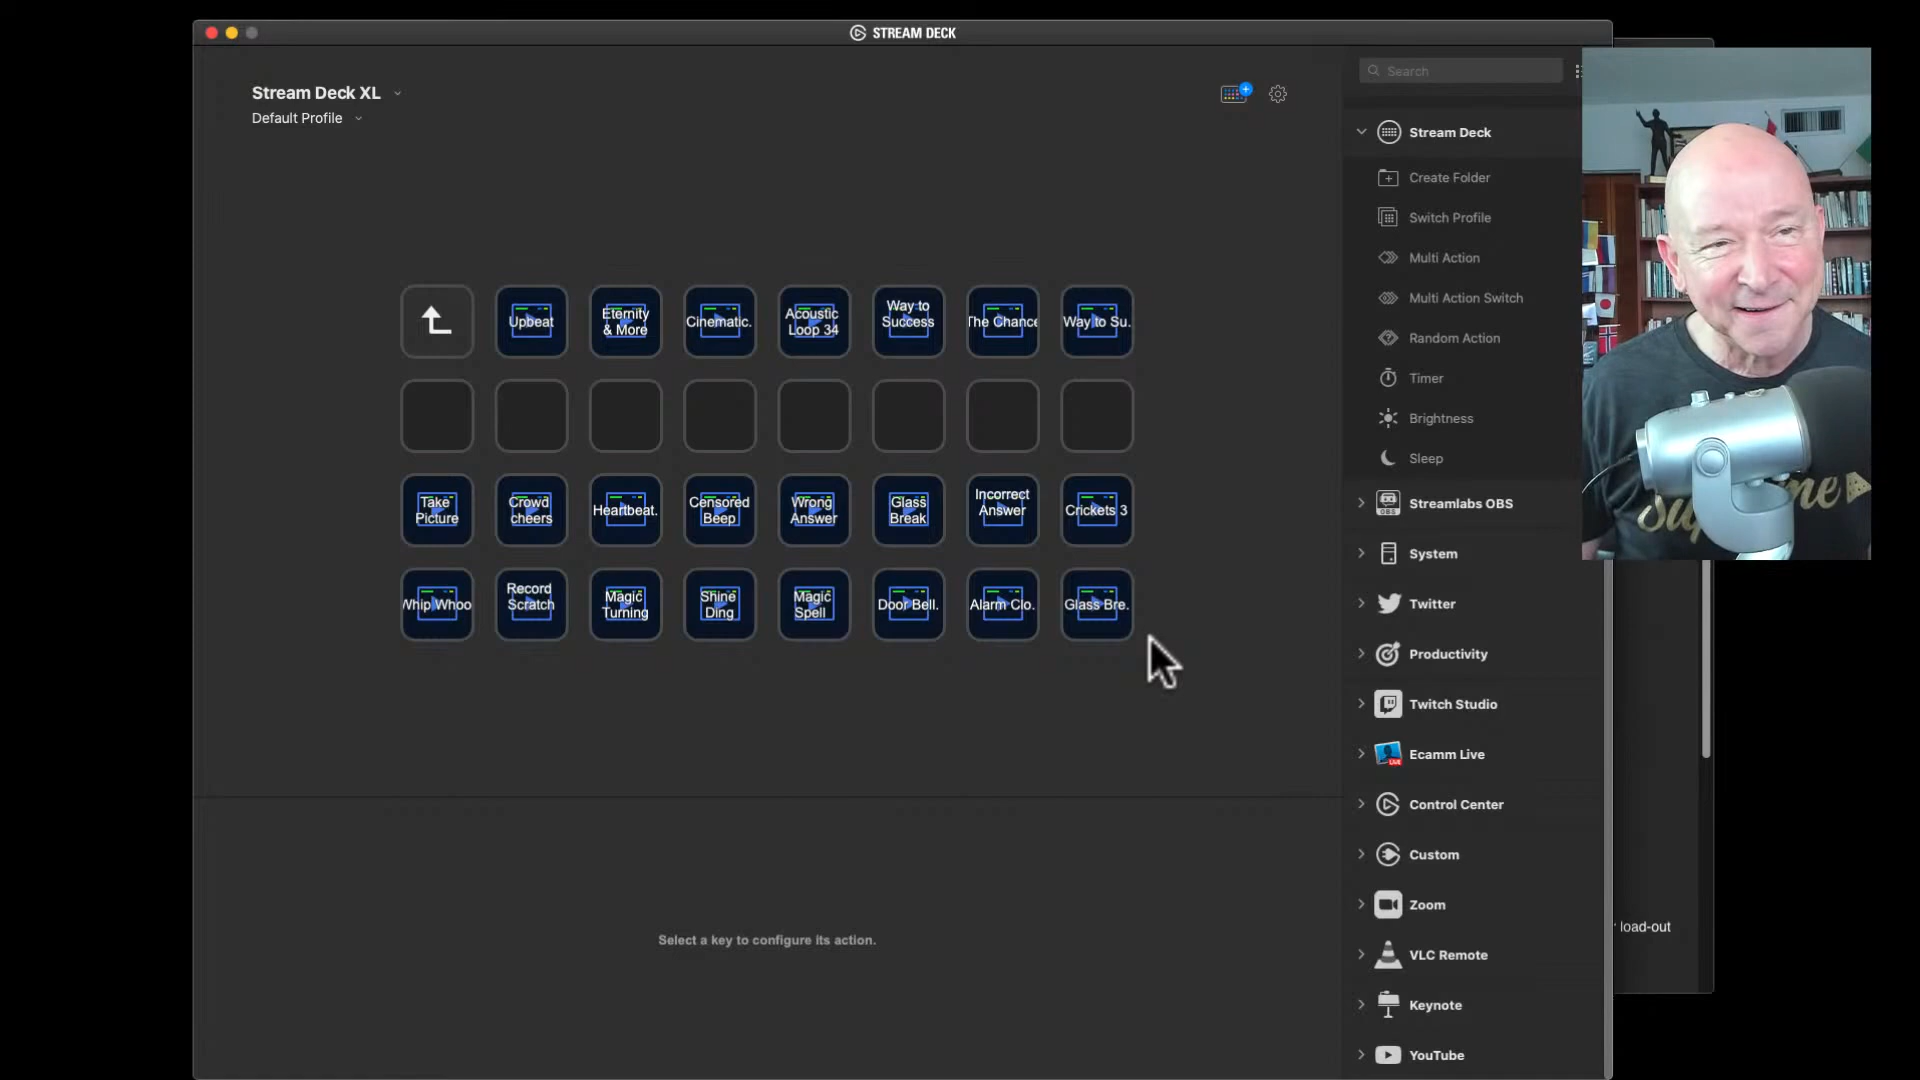 STREAM DECK
Stream Deck XL
Default Profile
Search
Stream Deck
Create Folder
Switch Profile
Multi Action
Multi Action Switch
Random Action
Timer
Brightness
Sleep
Streamlabs OBS
System
Twitter
Productivity
Twitch Studio
Ecamm Live
Control Center
Custom
Zoom
VLC Remote
Keynote
YouTube
Upbeat
Eternity
& More
Cinematic.
Acoustic
Loop 34
Way to
Success
The Chance
Way to Su.
Take
Picture
Crowd
cheers
Heartbeat.
Censored
Beep
Wrong
Answer
Glass
Break
Incorrect
Answer
Crickets 3
Whip Whoo
Record
Scratch
Magic
Turning
Shine
Ding
Magic
Spell
Door Bell.
Alarm Clo.
Glass Bre.
Select a key to configure its action.
load-out